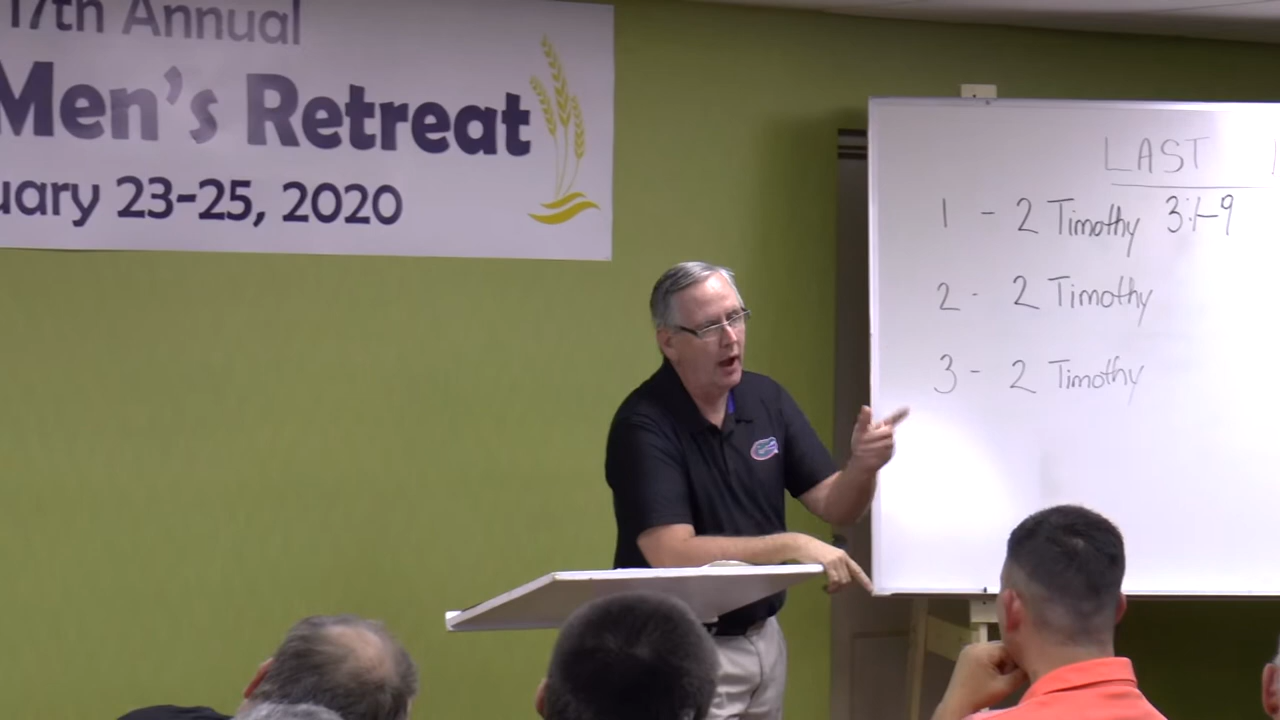 17th Annual
Men's Retreat
uary 23-25, 2020
LAST
1 - 2 Timothy 3:1-9
2 - 2 Timothy
3 - 2 Timothy